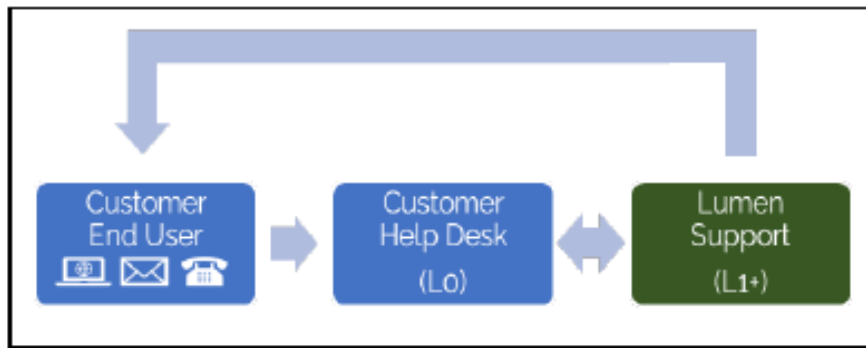 Customer
End User
Customer
Help Desk
(L0)
Lumen
Support
(L1+)